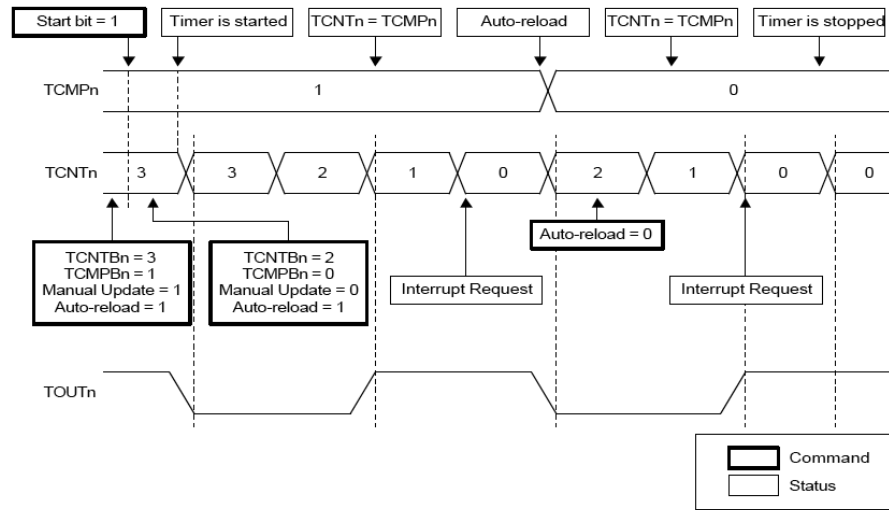 Start bit = 1
Timer is started
TCNTn = TCMPn
Auto-reload
TCNTn = TCMPn
Timer is stopped
TCMPn
1
0
TCNTn
3
3
2
1
0
2
1
0
0
Auto-reload = 0
TCNTBn = 3
TCMPBn = 1
Manual Update = 1
Auto-reload = 1
TCNTBn = 2
TCMPBn = 0
Manual Update = 0
Auto-reload = 1
Interrupt Request
Interrupt Request
TOUTn
Command
Status